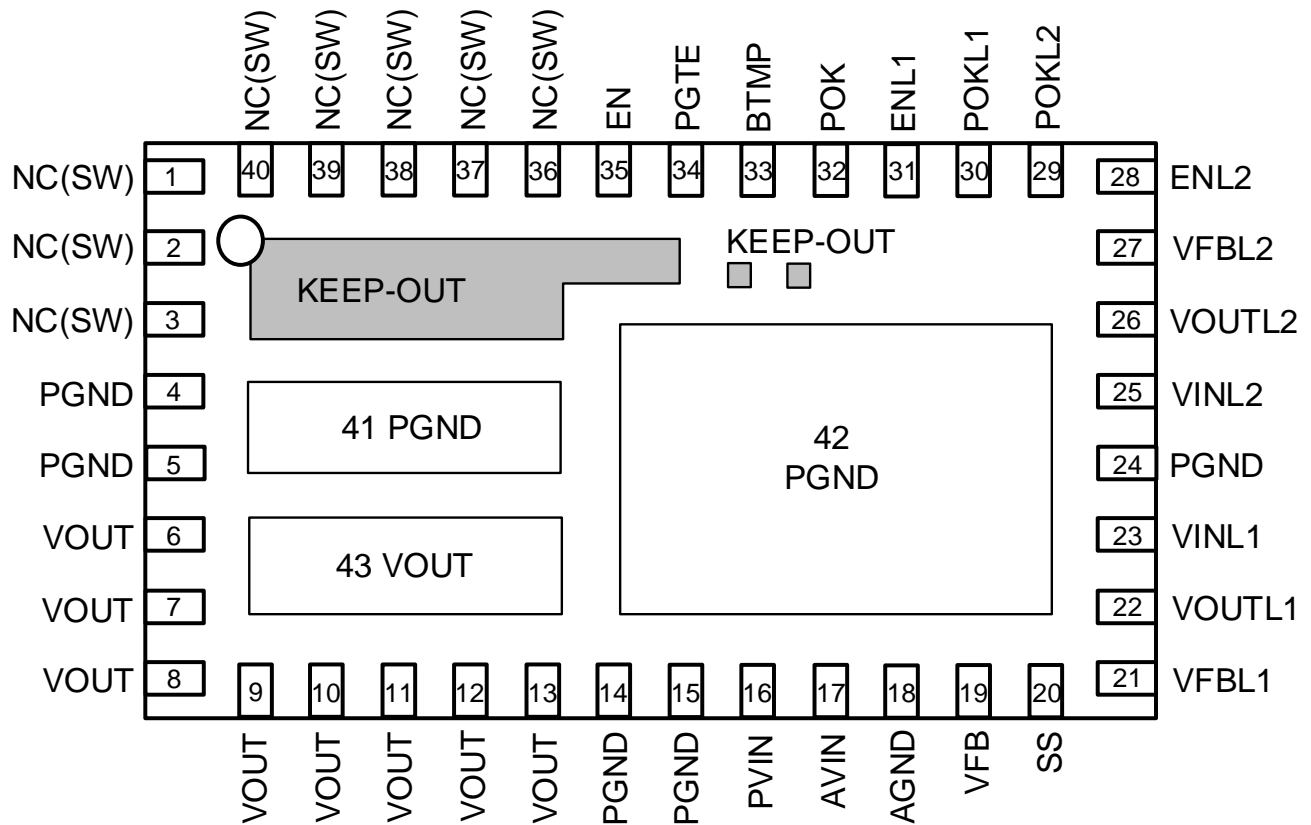 NC(SW)
NC(SW)
NC(SW)
NC(SW)
NC(SW)
EN
PGTE
BTMP
POK
ENL1
POKL1
POKL2
40
39
38
37
36
35
34
33
32
31
30
29
NC(SW) 1
28 ENL2
NC(SW) 2
KEEP-OUT
27 VFBL2
KEEP-OUT
NC(SW) 3
26 VOUTL2
PGND 4
25 VINL2
41 PGND
42
PGND
PGND 5
24 PGND
VOUT 6
23 VINL1
43 VOUT
VOUT 7
22 VOUTL1
VOUT 8
21 VFBL1
9
10
11
12
13
14
15
16
17
18
19
20
VOUT
VOUT
VOUT
VOUT
VOUT
PGND
PGND
PVIN
AVIN
AGND
VFB
SS